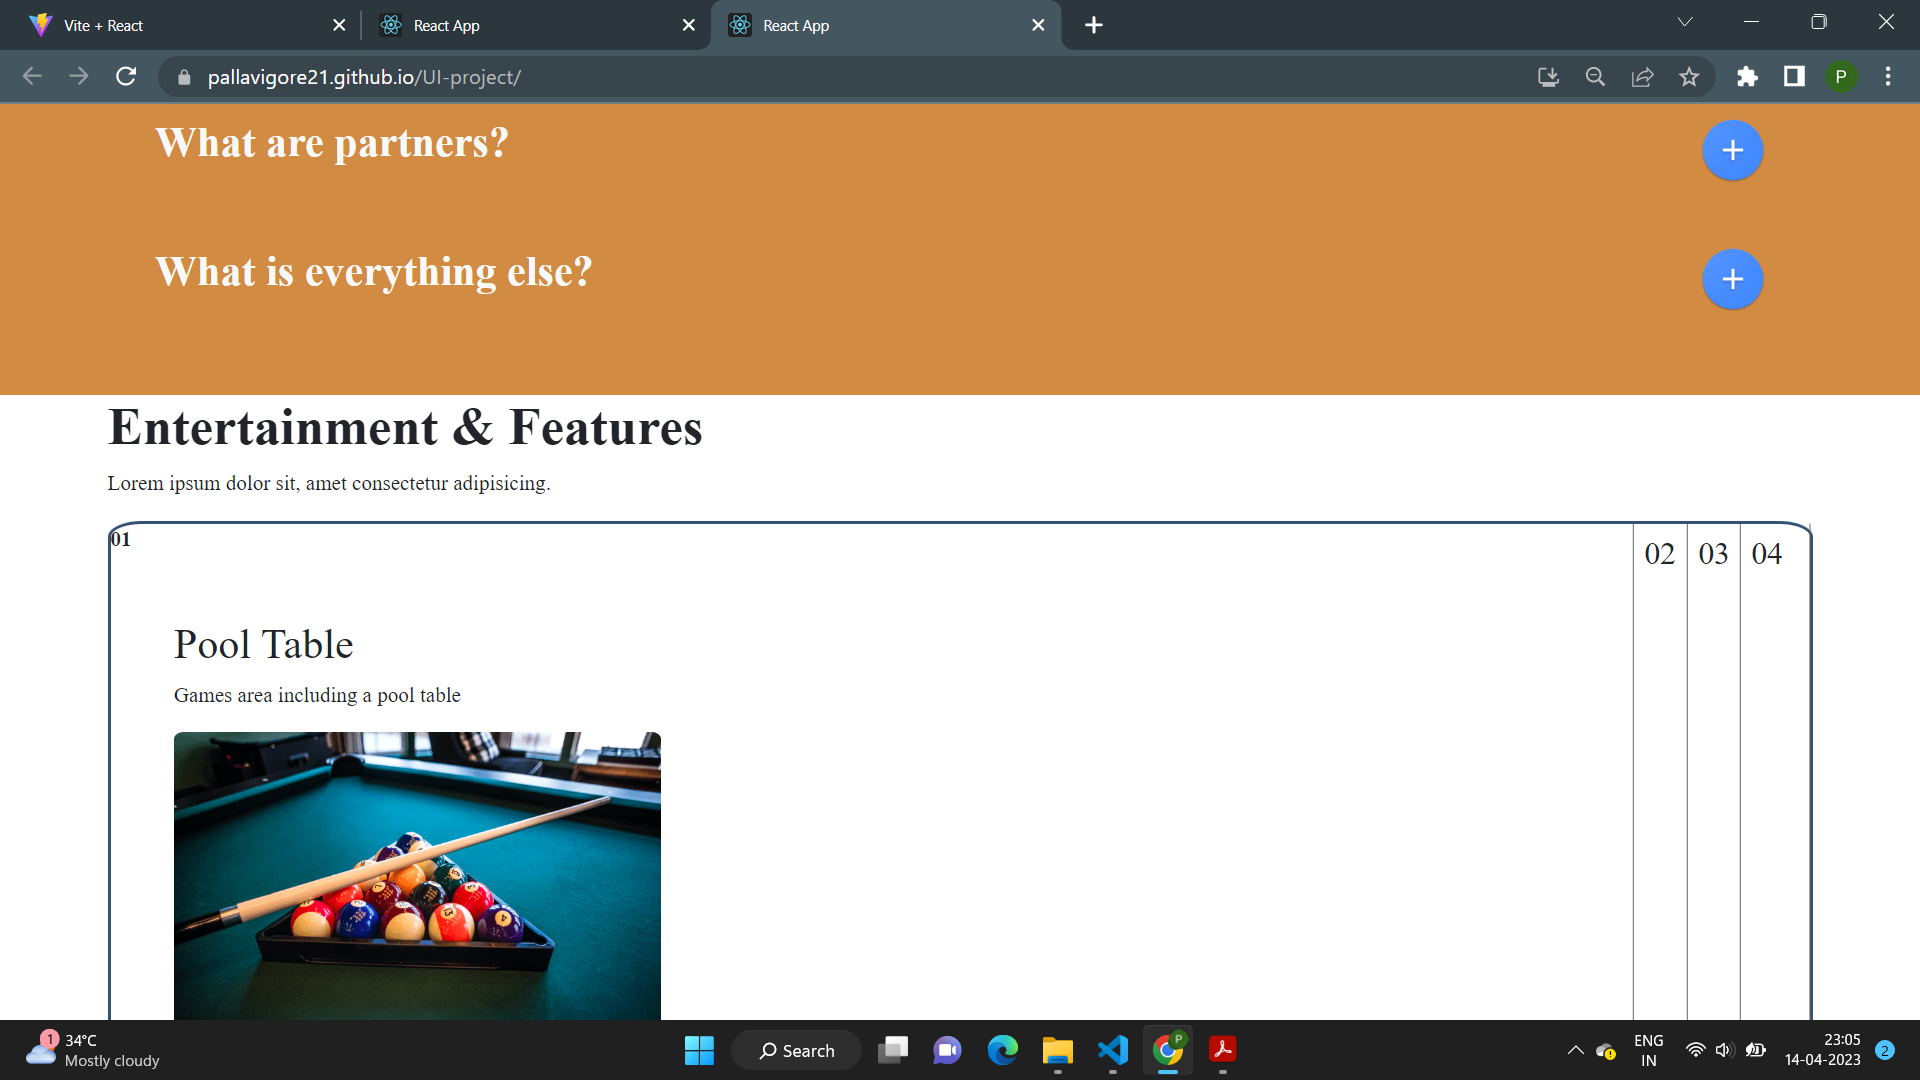 Vite + React
React App
React App
pallavigore21.github.io/UI-project/
P
What are partners?
+
What is everything else?
+
Entertainment & Features
Lorem ipsum dolor sit, amet consectetur adipisicing.
01
02
03
04
Pool Table
Games area including a pool table
1
34°C
Mostly cloudy
Search
P
ENG
IN
23:05
14-04-2023
2